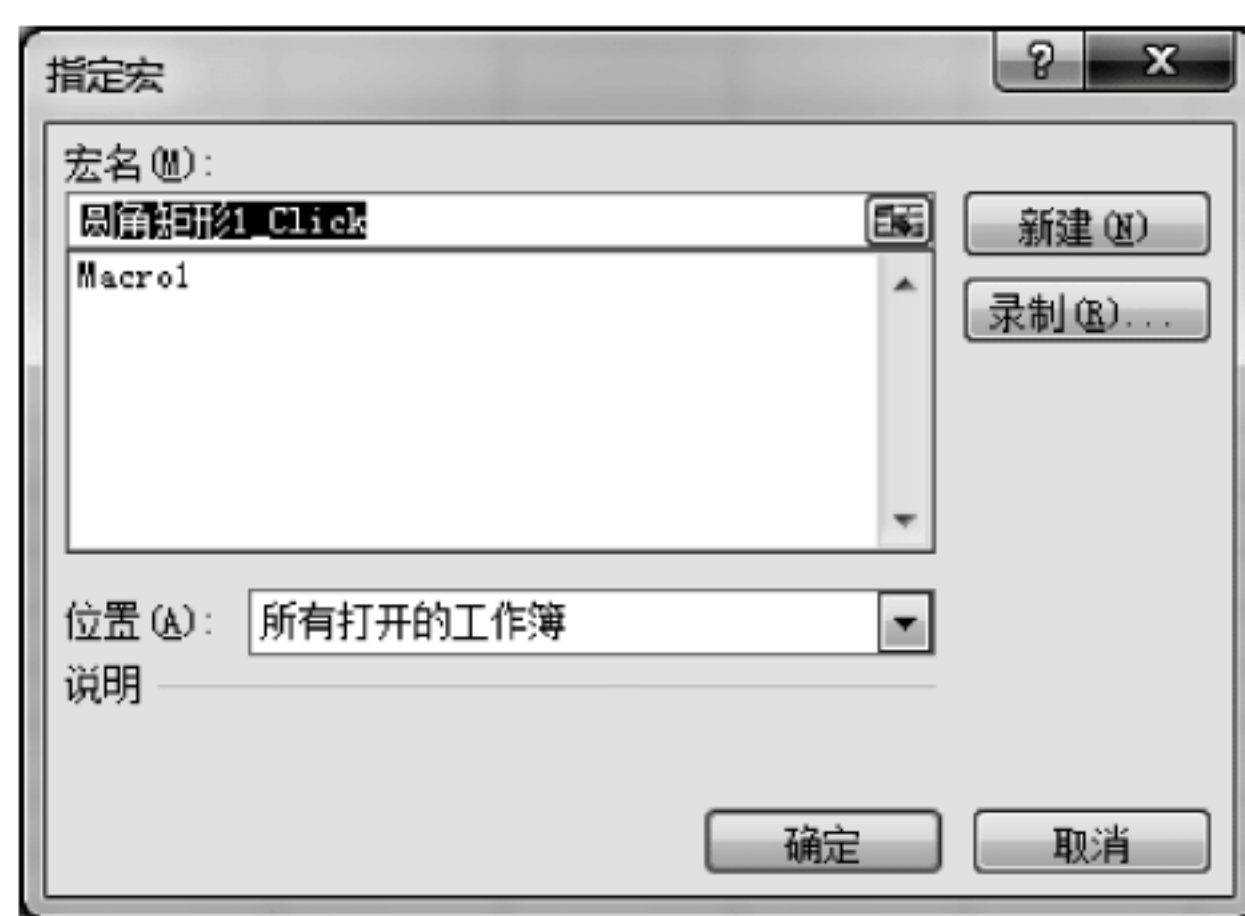 指定宏
宏名(M):
圆角矩形1_Click
新建(N)
Macro1
录制(R)...
位置(A): 所有打开的工作簿
说明
确定
取消